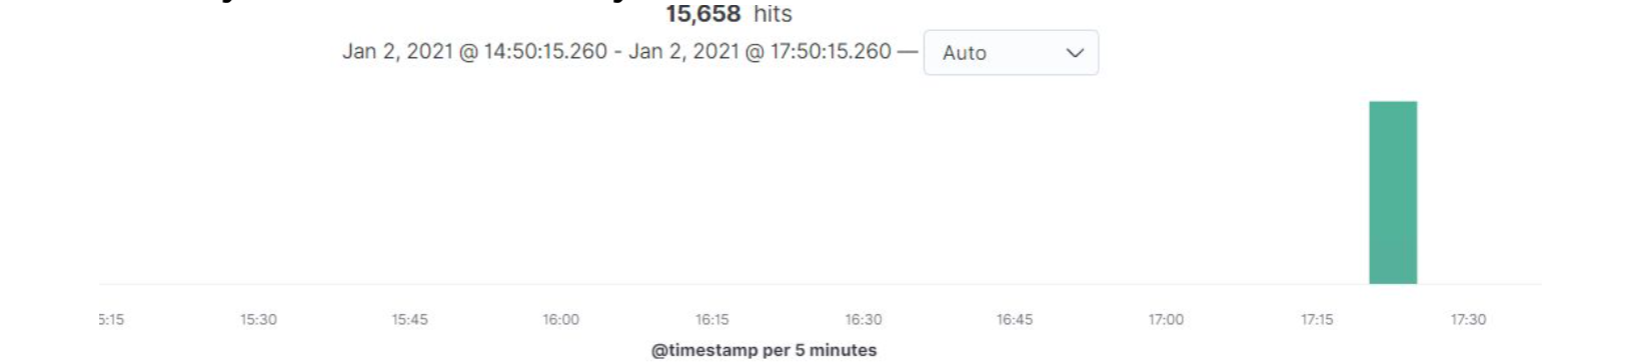 15,658 hits
Jan 2, 2021 @ 14:50:15.260 - Jan 2, 2021 @ 17:50:15.260 — Auto
5:15 15:30 15:45 16:00 16:15 16:30 16:45 17:00 17:15 17:30
@timestamp per 5 minutes